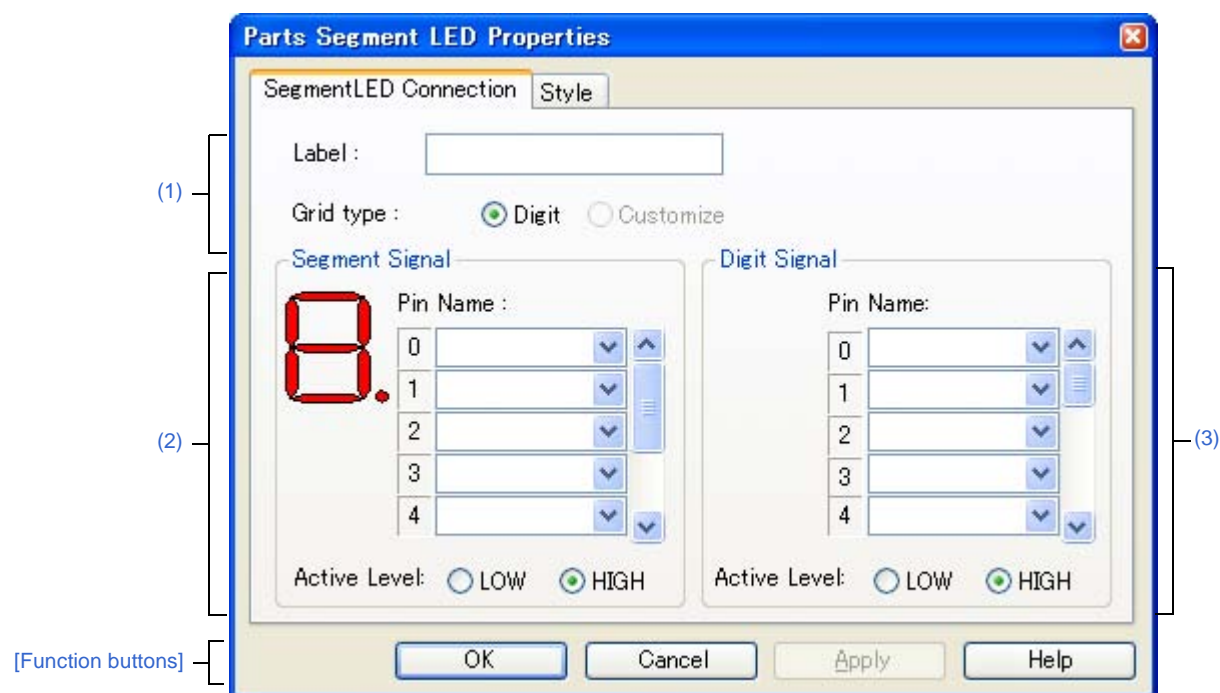 Parts Segment LED Properties
SegmentLED Connection Style
(1)
Label :
Grid type : Digit Customize
(2)
Segment Signal
Pin Name :
0
1
2
3
4
Active Level: LOW HIGH
Digit Signal
Pin Name:
0
1
2
3
4
Active Level: LOW HIGH
(3)
[Function buttons]
OK Cancel Apply Help